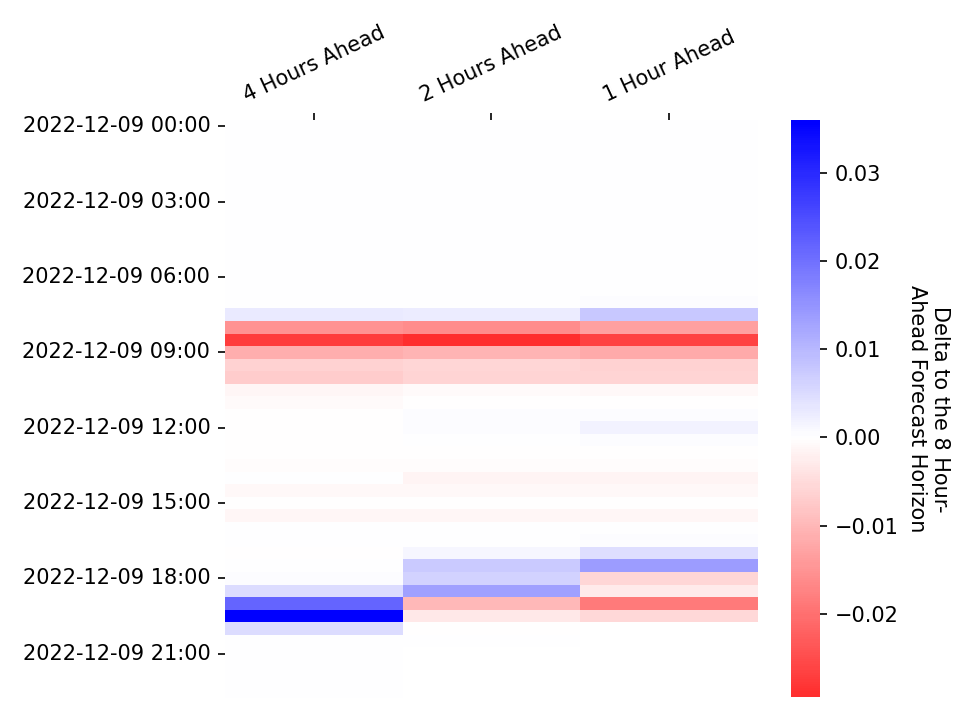 4 Hours Ahead
2 Hours Ahead
1 Hour Ahead
2022-12-09 00:00
2022-12-09 03:00
2022-12-09 06:00
2022-12-09 09:00
2022-12-09 12:00
2022-12-09 15:00
2022-12-09 18:00
2022-12-09 21:00
0.03
0.02
0.01
0.00
−0.01
−0.02
Delta to the 8 Hour-
Ahead Forecast Horizon